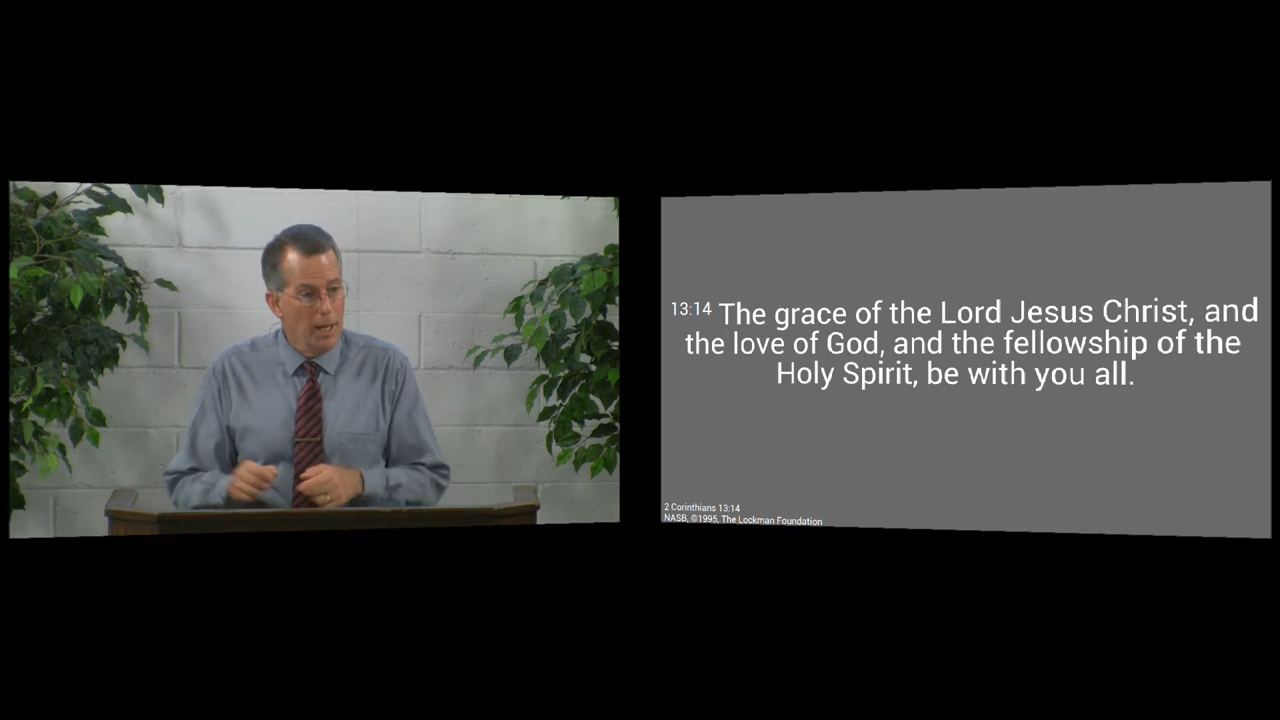 13:14 The grace of the Lord Jesus Christ, and
the love of God, and the fellowship of the
Holy Spirit, be with you all.
2 Corinthians 13:14
NASB, ©1995, The Lockman Foundation